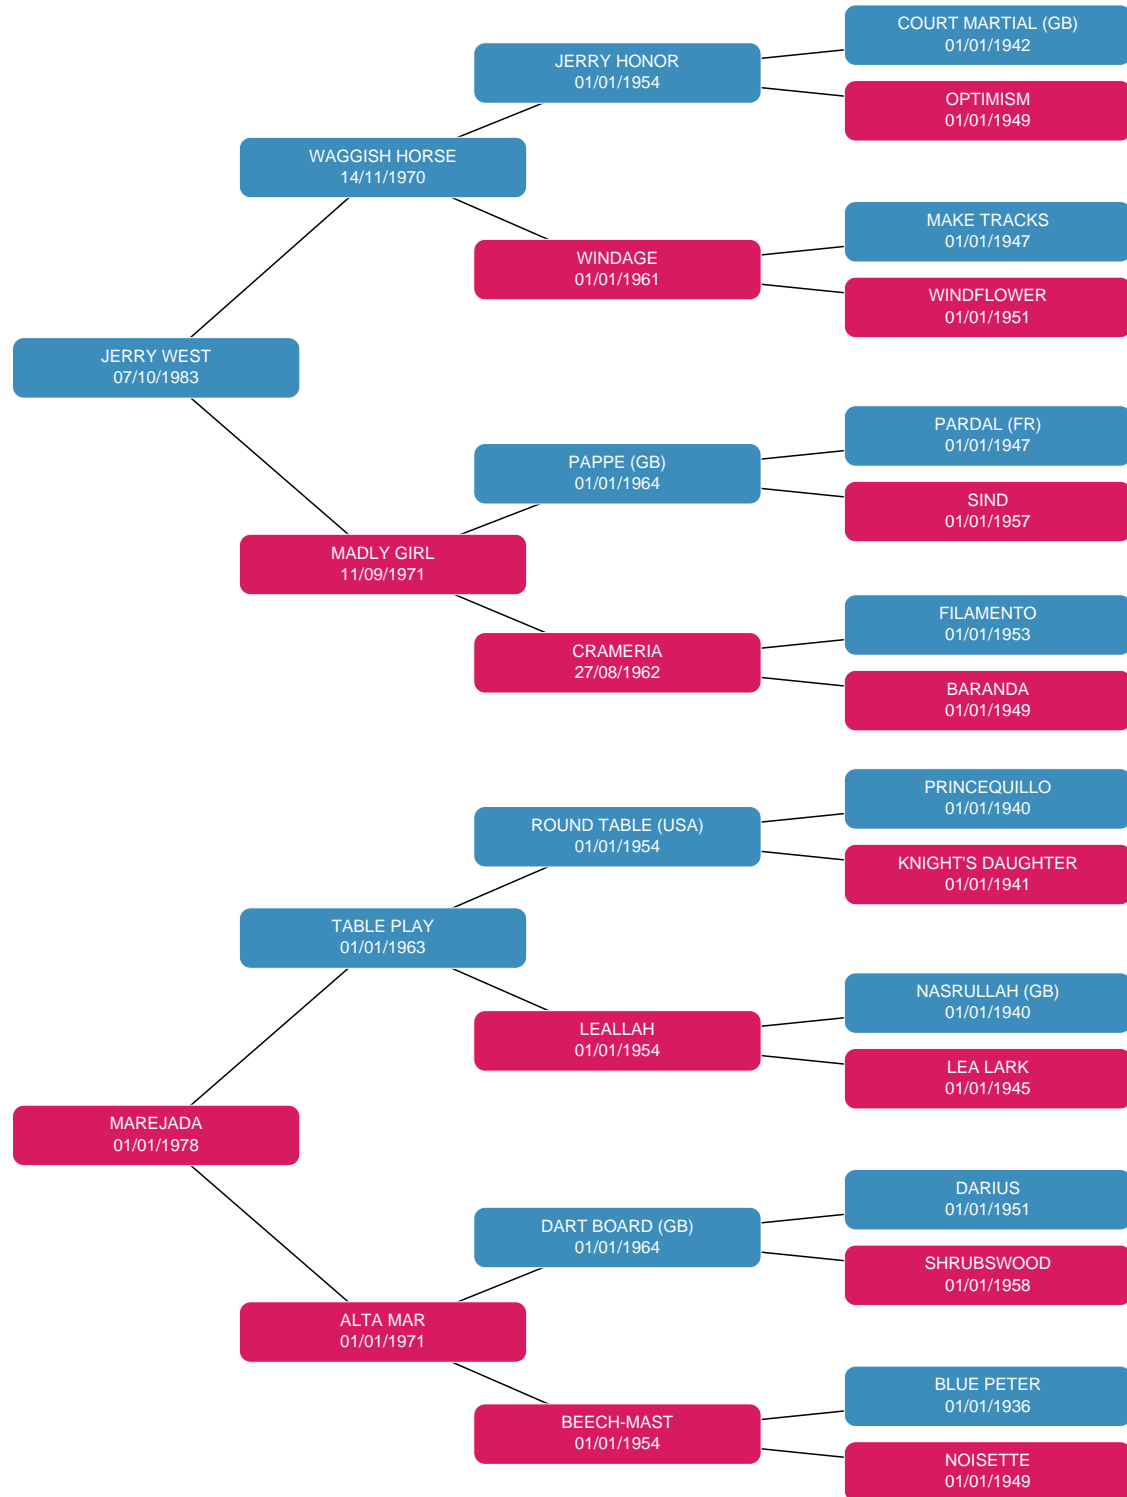 COURT MARTIAL (GB)
01/01/1942
JERRY HONOR
01/01/1954
OPTIMISM
01/01/1949
WAGGISH HORSE
14/11/1970
MAKE TRACKS
01/01/1947
WINDAGE
01/01/1961
WINDFLOWER
01/01/1951
JERRY WEST
07/10/1983
PARDAL (FR)
01/01/1947
PAPPE (GB)
01/01/1964
SIND
01/01/1957
MADLY GIRL
11/09/1971
FILAMENTO
01/01/1953
CRAMERIA
27/08/1962
BARANDA
01/01/1949
PRINCEQUILLO
01/01/1940
ROUND TABLE (USA)
01/01/1954
KNIGHT'S DAUGHTER
01/01/1941
TABLE PLAY
01/01/1963
NASRULLAH (GB)
01/01/1940
LEALLAH
01/01/1954
LEA LARK
01/01/1945
MAREJADA
01/01/1978
DARIUS
01/01/1951
DART BOARD (GB)
01/01/1964
SHRUBSWOOD
01/01/1958
ALTA MAR
01/01/1971
BLUE PETER
01/01/1936
BEECH-MAST
01/01/1954
NOISETTE
01/01/1949